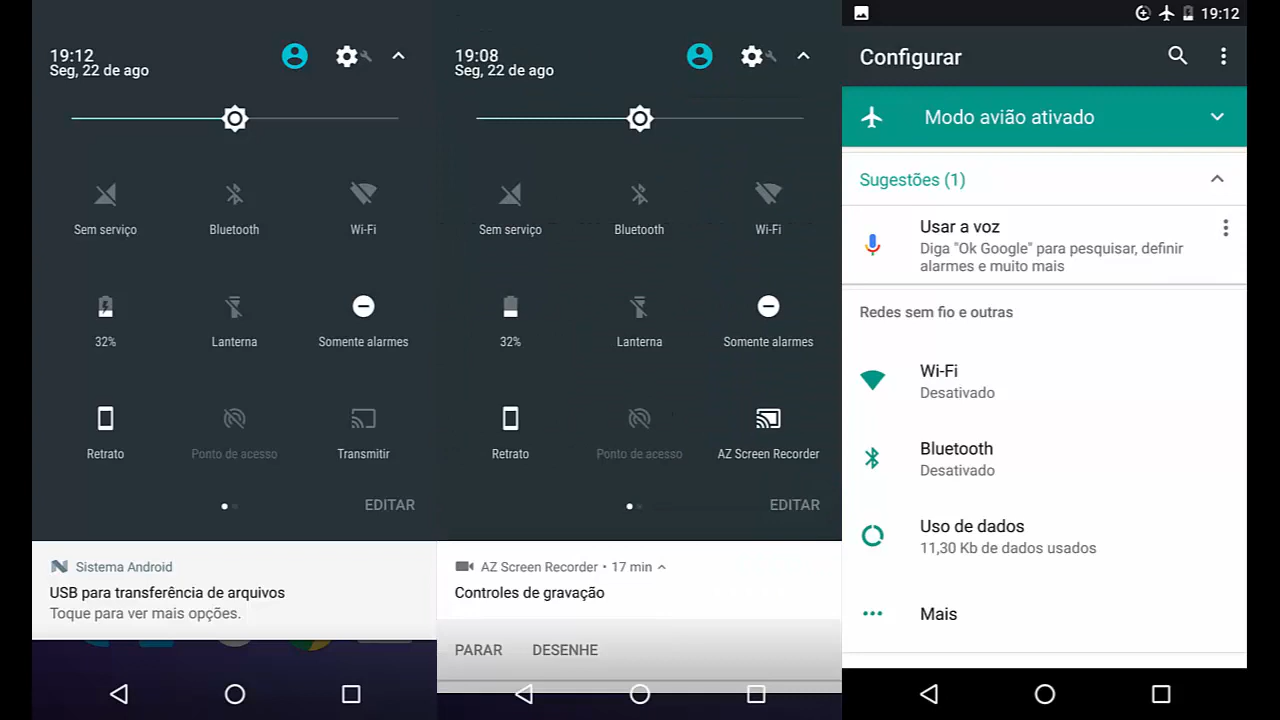 19:12
Seg, 22 de ago
Sem serviço
Bluetooth
Wi-Fi
32%
Lanterna
Somente alarmes
Retrato
Ponto de acesso
Transmitir
EDITAR
Sistema Android
USB para transferência de arquivos
Toque para ver mais opções.
19:08
Seg, 22 de ago
Sem serviço
Bluetooth
Wi-Fi
32%
Lanterna
Somente alarmes
Retrato
Ponto de acesso
AZ Screen Recorder
EDITAR
AZ Screen Recorder • 17 min
Controles de gravação
PARAR DESENHE
19:12
Configurar
Modo avião ativado
Sugestões (1)
Usar a voz
Diga "Ok Google" para pesquisar, definir
alarmes e muito mais
Redes sem fio e outras
Wi-Fi
Desativado
Bluetooth
Desativado
Uso de dados
11,30 Kb de dados usados
Mais